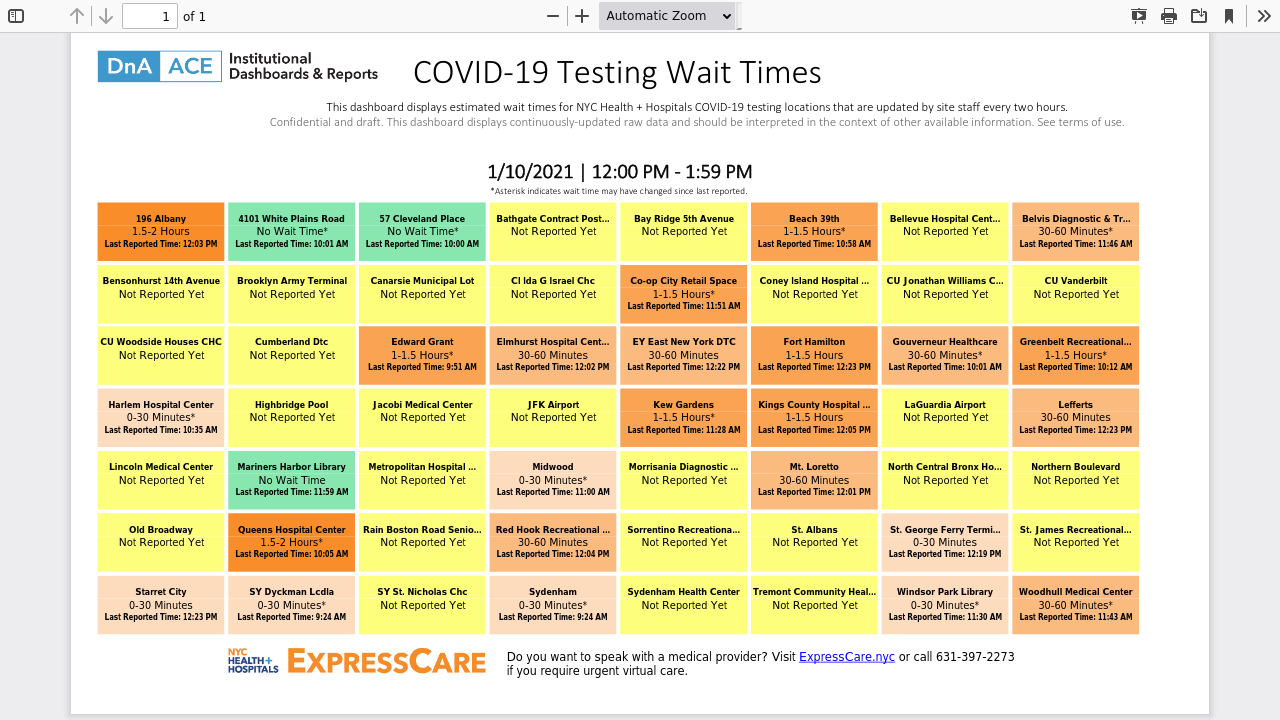 1
of 1
Automatic Zoom
DnA ACE Institutional
Dashboards & Reports
COVID-19 Testing Wait Times
This dashboard displays estimated wait times for NYC Health + Hospitals COVID-19 testing locations that are updated by site staff every two hours.
Confidential and draft. This dashboard displays continuously-updated raw data and should be interpreted in the context of other available information. See terms of use.
1/10/2021 | 12:00 PM - 1:59 PM
*Asterisk indicates wait time may have changed since last reported.
196 Albany
1.5-2 Hours
Last Reported Time: 12:03 PM
4101 White Plains Road
No Wait Time*
Last Reported Time: 10:01 AM
57 Cleveland Place
No Wait Time*
Last Reported Time: 10:00 AM
Bathgate Contract Post...
Not Reported Yet
Bay Ridge 5th Avenue
Not Reported Yet
Beach 39th
1-1.5 Hours*
Last Reported Time: 10:58 AM
Bellevue Hospital Cent...
Not Reported Yet
Belvis Diagnostic & Tr...
30-60 Minutes*
Last Reported Time: 11:46 AM
Bensonhurst 14th Avenue
Not Reported Yet
Brooklyn Army Terminal
Not Reported Yet
Canarsie Municipal Lot
Not Reported Yet
Cl Ida G Israel Chc
Not Reported Yet
Co-op City Retail Space
1-1.5 Hours*
Last Reported Time: 11:51 AM
Coney Island Hospital ...
Not Reported Yet
CU Jonathan Williams C...
Not Reported Yet
CU Vanderbilt
Not Reported Yet
CU Woodside Houses CHC
Not Reported Yet
Cumberland Dtc
Not Reported Yet
Edward Grant
1-1.5 Hours*
Last Reported Time: 9:51 AM
Elmhurst Hospital Cent...
30-60 Minutes
Last Reported Time: 12:02 PM
EY East New York DTC
30-60 Minutes
Last Reported Time: 12:22 PM
Fort Hamilton
1-1.5 Hours
Last Reported Time: 12:23 PM
Gouverneur Healthcare
30-60 Minutes*
Last Reported Time: 10:01 AM
Greenbelt Recreational...
1-1.5 Hours*
Last Reported Time: 10:12 AM
Harlem Hospital Center
0-30 Minutes*
Last Reported Time: 10:35 AM
Highbridge Pool
Not Reported Yet
Jacobi Medical Center
Not Reported Yet
JFK Airport
Not Reported Yet
Kew Gardens
1-1.5 Hours*
Last Reported Time: 11:28 AM
Kings County Hospital ...
1-1.5 Hours
Last Reported Time: 12:05 PM
LaGuardia Airport
Not Reported Yet
Lefferts
30-60 Minutes
Last Reported Time: 12:23 PM
Lincoln Medical Center
Not Reported Yet
Mariners Harbor Library
No Wait Time
Last Reported Time: 11:59 AM
Metropolitan Hospital ...
Not Reported Yet
Midwood
0-30 Minutes*
Last Reported Time: 11:00 AM
Morrisania Diagnostic ...
Not Reported Yet
Mt. Loretto
30-60 Minutes
Last Reported Time: 12:01 PM
North Central Bronx Ho...
Not Reported Yet
Northern Boulevard
Not Reported Yet
Old Broadway
Not Reported Yet
Queens Hospital Center
1.5-2 Hours*
Last Reported Time: 10:05 AM
Rain Boston Road Senio...
Not Reported Yet
Red Hook Recreational ...
30-60 Minutes
Last Reported Time: 12:04 PM
Sorrentino Recreationa...
Not Reported Yet
St. Albans
Not Reported Yet
St. George Ferry Termi...
0-30 Minutes
Last Reported Time: 12:19 PM
St. James Recreational...
Not Reported Yet
Starret City
0-30 Minutes
Last Reported Time: 12:23 PM
SY Dyckman Lcdla
0-30 Minutes*
Last Reported Time: 9:24 AM
SY St. Nicholas Chc
Not Reported Yet
Sydenham
0-30 Minutes*
Last Reported Time: 9:24 AM
Sydenham Health Center
Not Reported Yet
Tremont Community Heal...
Not Reported Yet
Windsor Park Library
0-30 Minutes*
Last Reported Time: 11:30 AM
Woodhull Medical Center
30-60 Minutes*
Last Reported Time: 11:43 AM
NYC
HEALTH+
HOSPITALS
EXPRESSCARE
Do you want to speak with a medical provider? Visit ExpressCare.nyc or call 631-397-2273
if you require urgent virtual care.